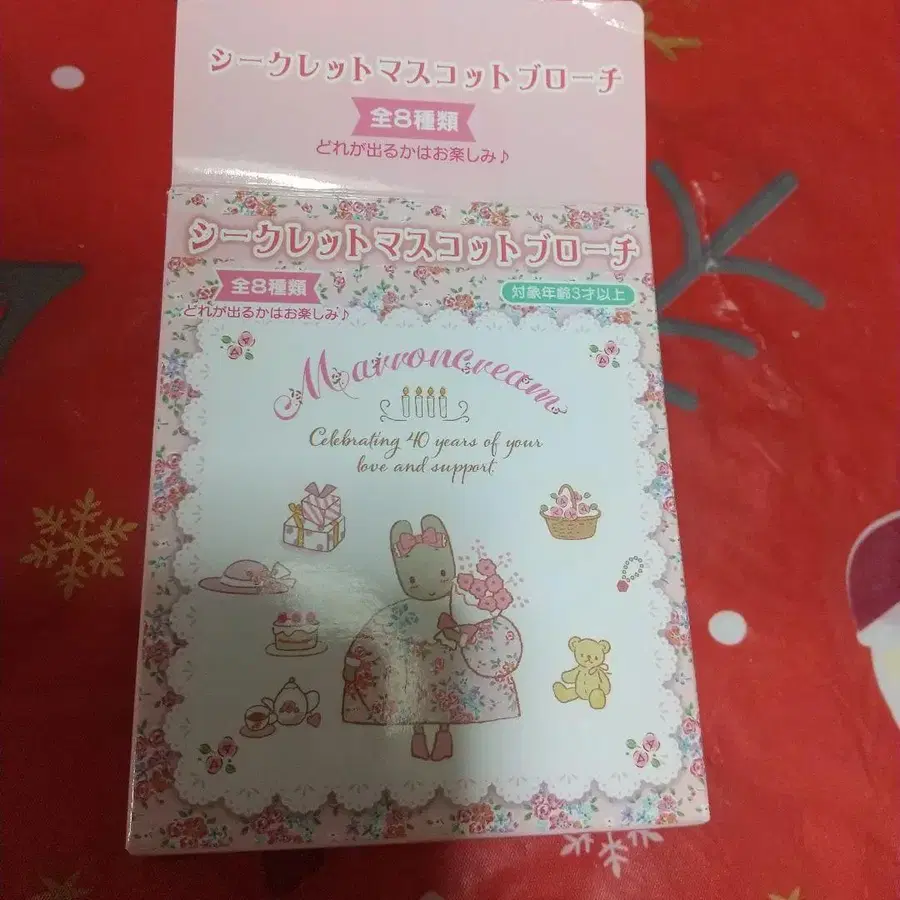 シークレットマスコットブローチ
全8種類
どれが出るかはお楽しみ♪
シークレットマスコットブローチ
全8種類
対象年齢3才以上
どれが出るかはお楽しみ♪
Marroncream
Celebrating 40 years of your
love and support